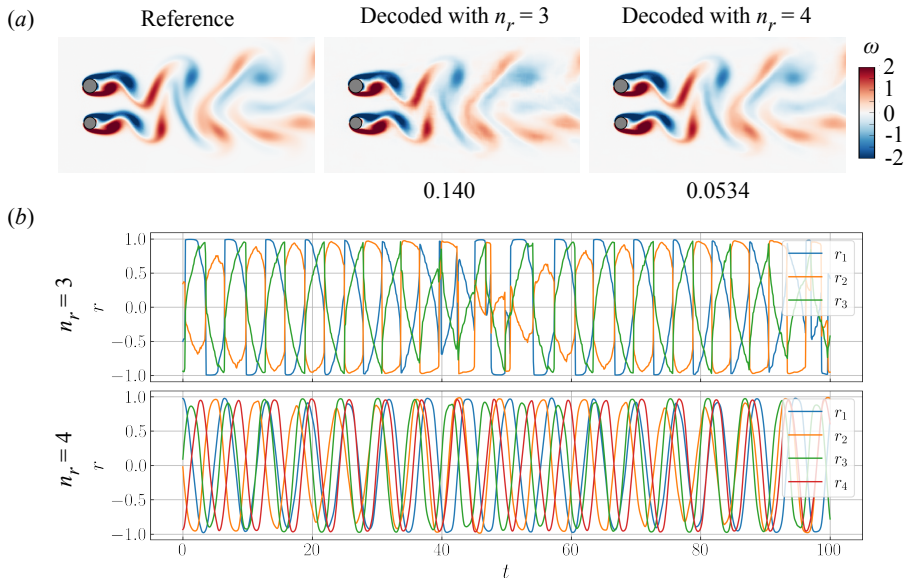 (a)
Reference
Decoded with n_r = 3
Decoded with n_r = 4
ω
2
1
0
-1
-2
0.140
0.0534
(b)
n_r = 3
r
1.0
0.5
0.0
−0.5
−1.0
r_1
r_2
r_3
n_r = 4
r
1.0
0.5
0.0
−0.5
−1.0
r_1
r_2
r_3
r_4
0
20
40
60
80
100
t